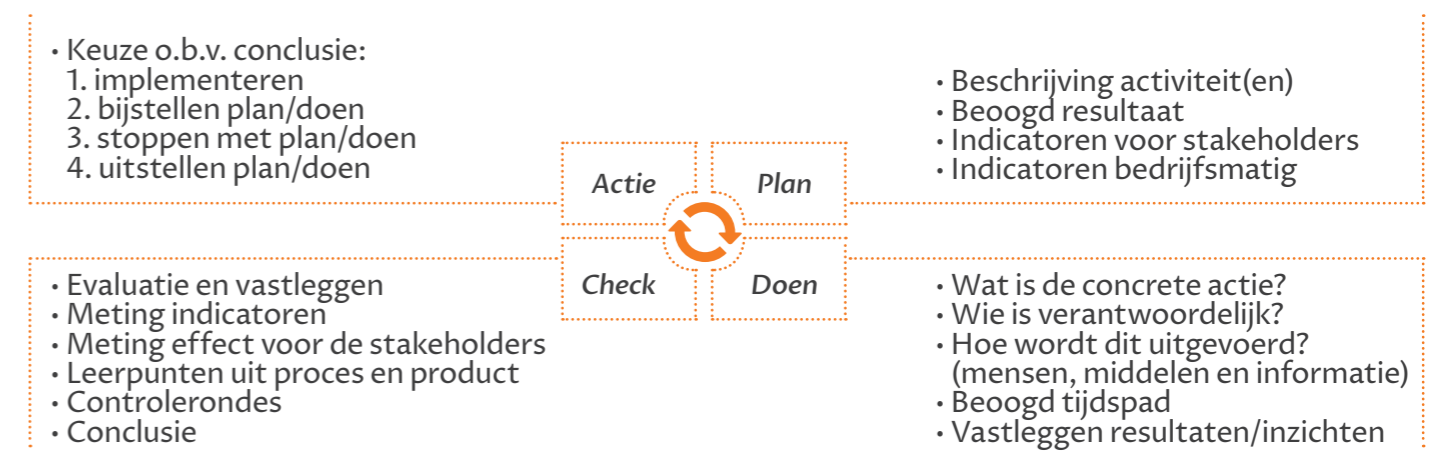 • Keuze o.b.v. conclusie:
1. implementeren
2. bijstellen plan/doen
3. stoppen met plan/doen
4. uitstellen plan/doen
• Beschrijving activiteit(en)
• Beoogd resultaat
• Indicatoren voor stakeholders
• Indicatoren bedrijfsmatig
Actie
Plan
Check
Doen
• Evaluatie en vastleggen
• Meting indicatoren
• Meting effect voor de stakeholders
• Leerpunten uit proces en product
• Controlerondes
• Conclusie
• Wat is de concrete actie?
• Wie is verantwoordelijk?
• Hoe wordt dit uitgevoerd?
(mensen, middelen en informatie)
• Beoogd tijdspad
• Vastleggen resultaten/inzichten